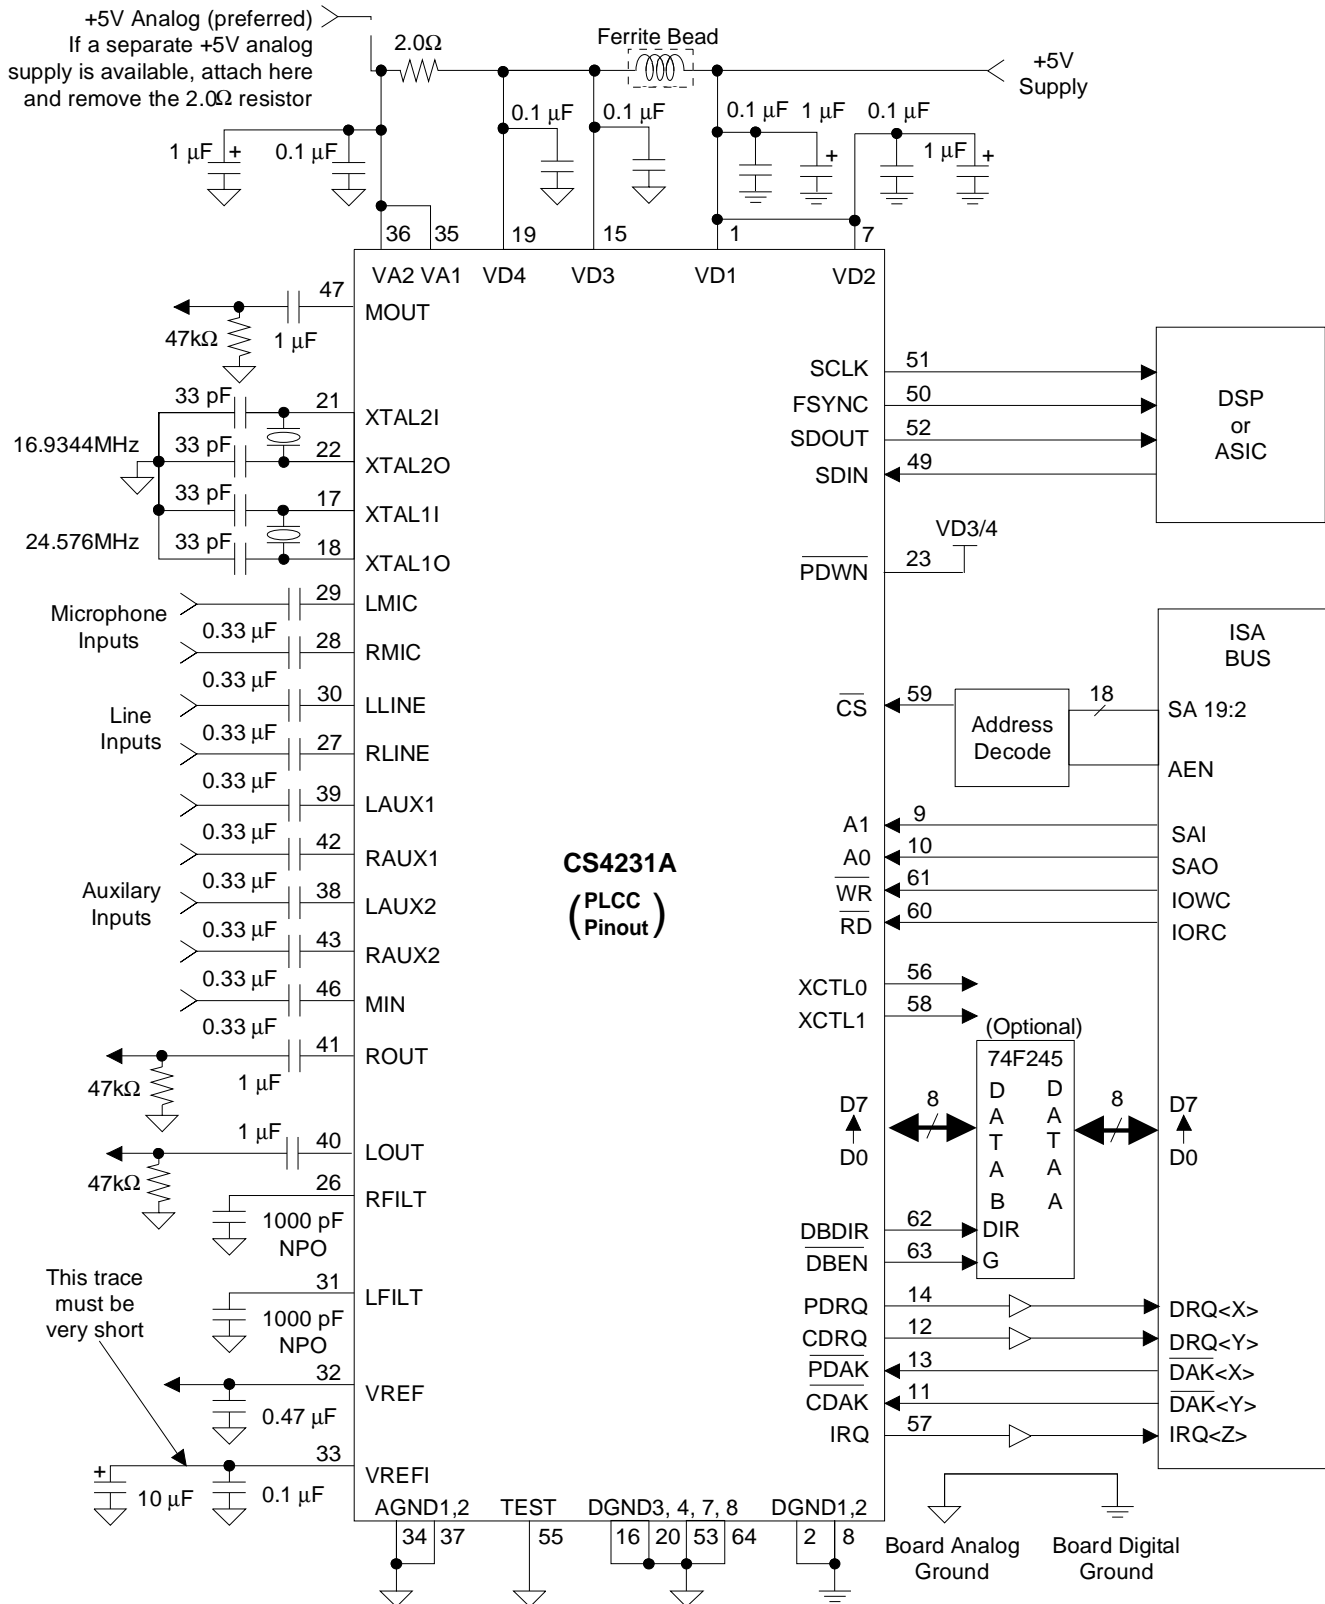 +5V Analog (preferred)
If a separate +5V analog
supply is available, attach here
and remove the 2.0Ω resistor
2.0Ω
Ferrite Bead
+5V
Supply
1 µF
+
0.1 µF
0.1 µF
0.1 µF
0.1 µF
1 µF
+
0.1 µF
1 µF
+
36
35
19
15
1
7
VA2
VA1
VD4
VD3
VD1
VD2
47
MOUT
47kΩ
1 µF
33 pF
21
XTAL2I
16.9344MHz
33 pF
22
XTAL2O
33 pF
17
XTAL1I
24.576MHz
33 pF
18
XTAL1O
Microphone
Inputs
29
LMIC
0.33 µF
28
RMIC
0.33 µF
Line
Inputs
30
LLINE
0.33 µF
27
RLINE
0.33 µF
39
LAUX1
0.33 µF
42
RAUX1
0.33 µF
Auxilary
Inputs
38
LAUX2
0.33 µF
43
RAUX2
0.33 µF
46
MIN
0.33 µF
41
ROUT
47kΩ
1 µF
1 µF
40
LOUT
47kΩ
26
RFILT
1000 pF
NPO
31
LFILT
1000 pF
NPO
This trace
must be
very short
32
VREF
0.47 µF
33
VREFI
+
10 µF
0.1 µF
CS4231A
(PLCC
Pinout)
SCLK
51
FSYNC
50
SDOUT
52
SDIN
49
DSP
or
ASIC
VD3/4
PDWN
23
ISA
BUS
CS
59
Address
Decode
18
SA 19:2
AEN
A1
9
SAI
A0
10
SAO
WR
61
IOWC
RD
60
IORC
XCTL0
56
XCTL1
58
(Optional)
74F245
DATA B
DATA A
D7
D0
8
8
D7
D0
DBDIR
62
DIR
DBEN
63
G
PDRQ
14
DRQ<X>
CDRQ
12
DRQ<Y>
PDAK
13
DAK<X>
CDAK
11
DAK<Y>
IRQ
57
IRQ<Z>
AGND1,2
TEST
DGND3, 4, 7, 8
DGND1,2
34
37
55
16
20
53
64
2
8
Board Analog
Ground
Board Digital
Ground